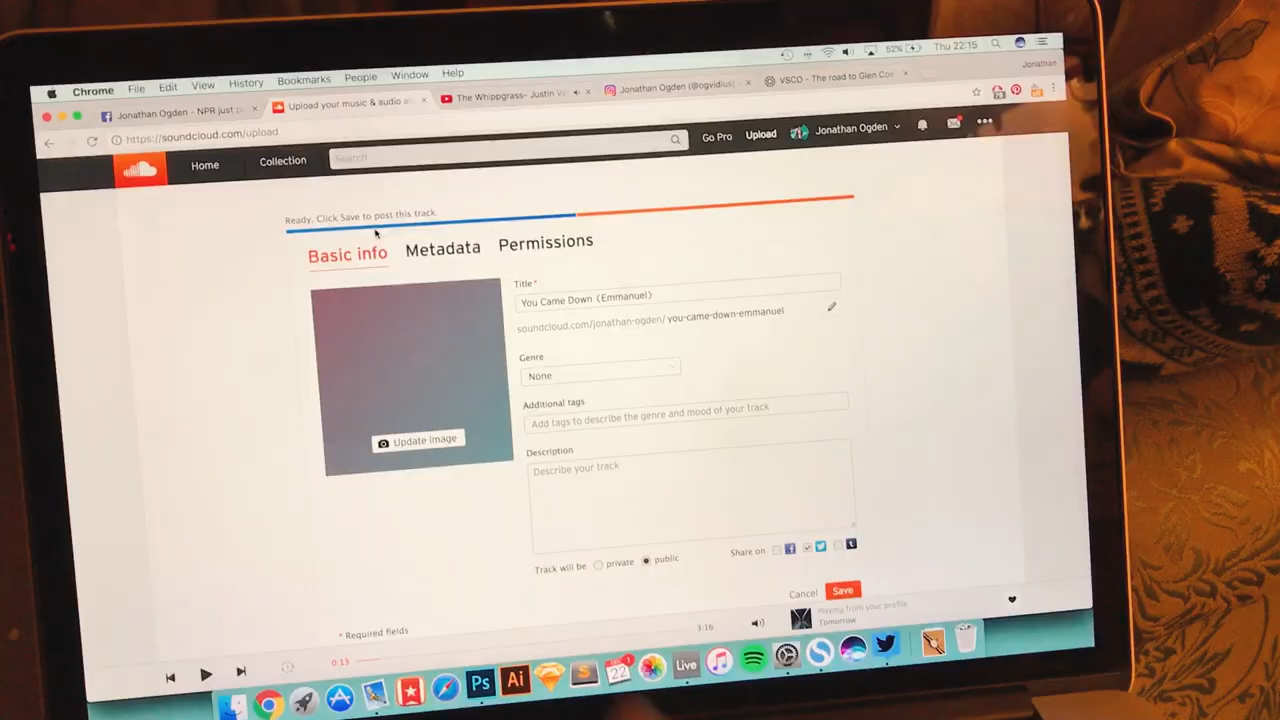 Chrome File Edit View History Bookmarks People Window Help 52% Thu 22:15
Jonathan Ogden - NPR just p
Upload your music & audio an
The Whippgrass- Justin
Jonathan Ogden (@ogvidius)
VSCO - The road to Glen Coe
Jonathan
https://soundcloud.com/upload
Home Collection Search Go Pro Upload Jonathan Ogden
Ready. Click Save to post this track.
Basic info Metadata Permissions
Title*
You Came Down (Emmanuel)
soundcloud.com/jonathan-ogden/ you-came-down-emmanuel
Genre
None
Update image
Additional tags
Add tags to describe the genre and mood of your track
Description
Describe your track
Track will be private public Share on
Cancel Save
* Required fields
Playing from your profile
Tomorrow
0:13 3:16
Ps Ai S 22 1 Live